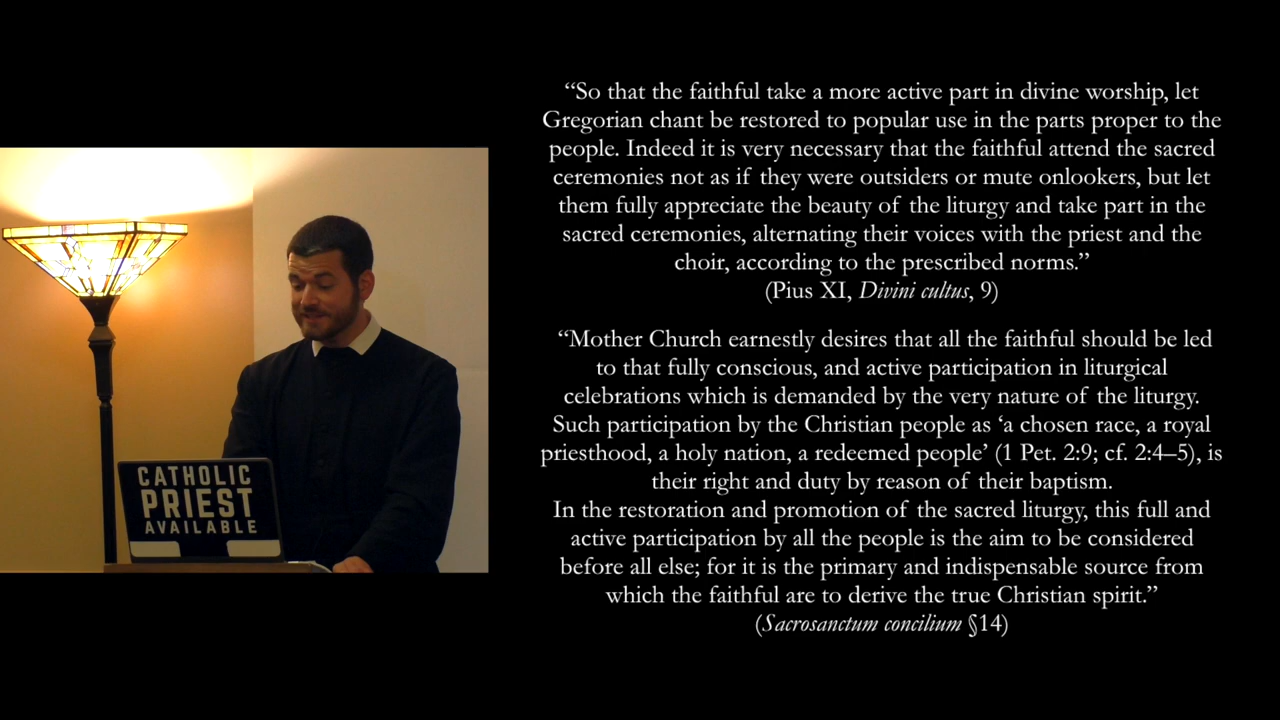 “So that the faithful take a more active part in divine worship, let
Gregorian chant be restored to popular use in the parts proper to the
people. Indeed it is very necessary that the faithful attend the sacred
ceremonies not as if they were outsiders or mute onlookers, but let
them fully appreciate the beauty of the liturgy and take part in the
sacred ceremonies, alternating their voices with the priest and the
choir, according to the prescribed norms.”
(Pius XI, Divini cultus, 9)
“Mother Church earnestly desires that all the faithful should be led
to that fully conscious, and active participation in liturgical
celebrations which is demanded by the very nature of the liturgy.
Such participation by the Christian people as ‘a chosen race, a royal
priesthood, a holy nation, a redeemed people’ (1 Pet. 2:9; cf. 2:4–5), is
their right and duty by reason of their baptism.
In the restoration and promotion of the sacred liturgy, this full and
active participation by all the people is the aim to be considered
before all else; for it is the primary and indispensable source from
which the faithful are to derive the true Christian spirit.”
(Sacrosanctum concilium §14)
CATHOLIC
PRIEST
AVAILABLE